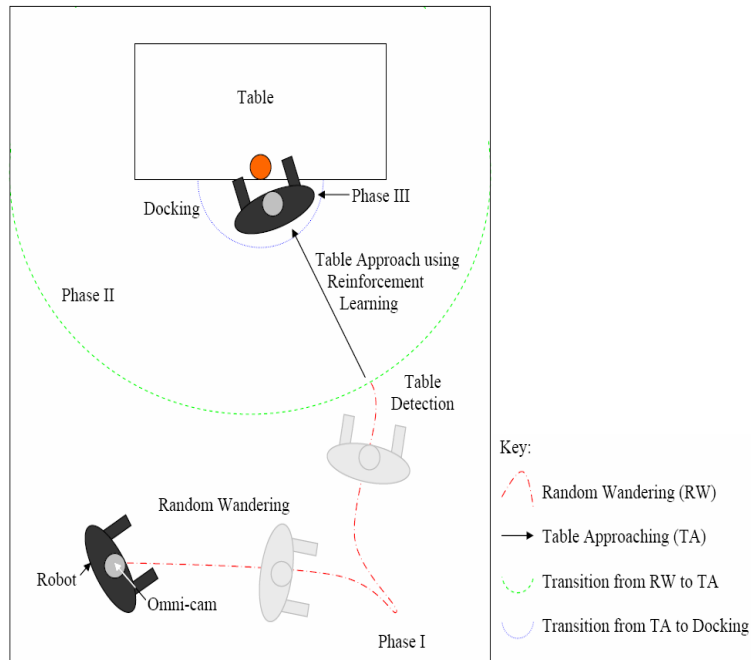 Table
Docking
Phase III
Table Approach using
Reinforcement
Learning
Phase II
Table
Detection
Random Wandering
Robot
Omni-cam
Phase I
Key:
Random Wandering (RW)
Table Approaching (TA)
Transition from RW to TA
Transition from TA to Docking